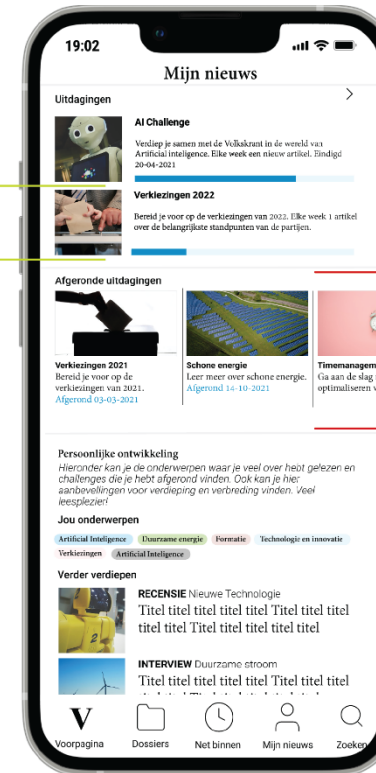 19:02
Mijn nieuws
Uitdagingen
AI Challenge
Verdiep je samen met de Volkskrant in de wereld van
Artificial inteligence. Elke week een nieuw artikel. Eindigd
20-04-2021
Verkiezingen 2022
Bereid je voor op de verkiezingen van 2022. Elke week 1 artikel
over de belangrijkste standpunten van de partijen.
Afgeronde uitdagingen
Verkiezingen 2021
Bereid je voor op de
verkiezingen van 2021.
Afgerond 03-03-2021
Schone energie
Leer meer over schone energie.
Afgerond 14-10-2021
Timemanagem
Ga aan de slag
optimaliseren v
Persoonlijke ontwikkeling
Hieronder kan je de onderwerpen waar je veel over hebt gelezen en
challenges die je hebt afgerond vinden. Ook kan je hier
aanbevellingen voor verdieping en verbreding vinden. Veel
leesplezier!
Jou onderwerpen
Artificial Inteligence Duurzame energie Formatie Technologie en innovatie
Verkiezingen Artificial Inteligence
Verder verdiepen
RECENSIE Nieuwe Technologie
Titel titel titel titel titel Titel titel titel
titel titel Titel titel titel titel titel
2
INTERVIEW Duurzame stroom
Titel titel titel titel titel Titel titel titel
V
Voorpagina Dossiers Net binnen Mijn nieuws Zoeken